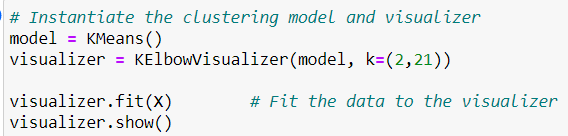 # Instantiate the clustering model and visualizer
model = KMeans()
visualizer = KElbowVisualizer(model, k=(2,21))
visualizer.fit(X)        # Fit the data to the visualizer
visualizer.show()